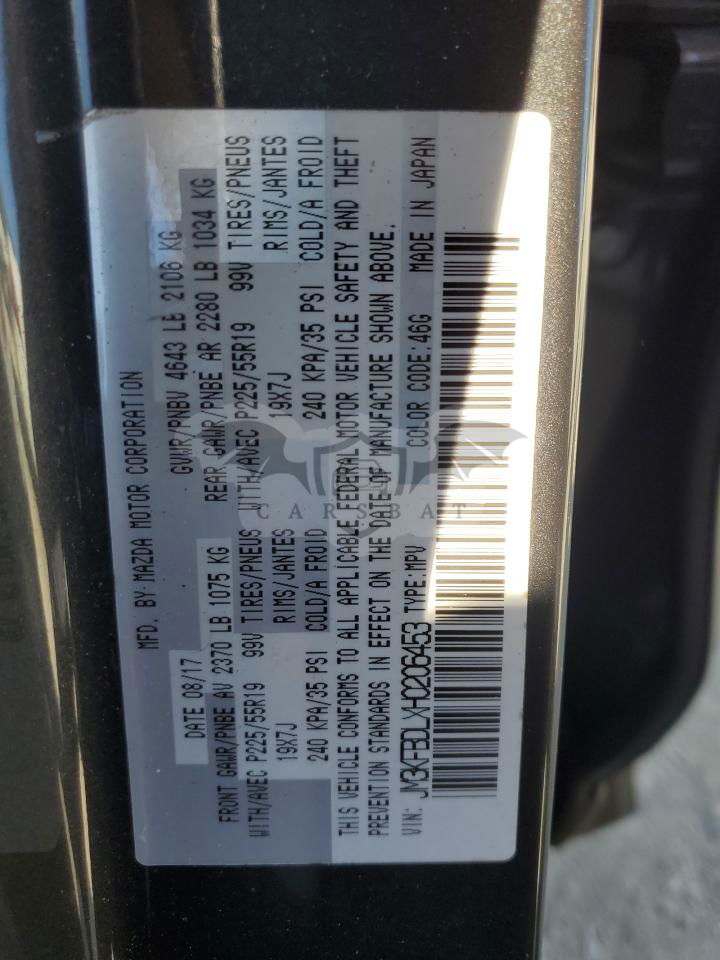 MFD. BY MAZDA MOTOR CORPORATION
DATE 08/17 GVWR/PNBV 4643 LB 2106 KG
FRONT GAWR/PNBE AV 2370 LB 1075 KG REAR GAWR/PNBE AR 2280 LB 1034 KG
WITH/AVEC P225/55R19 99V TIRES/PNEUS WITH/AVEC P225/55R19 99V TIRES/PNEUS
19X7J RIMS/JANTES 19X7J RIMS/JANTES
240 KPA/35 PSI COLD/A FROID 240 KPA/35 PSI COLD/A FROID
THIS VEHICLE CONFORMS TO ALL APPLICABLE FEDERAL MOTOR VEHICLE SAFETY AND THEFT
PREVENTION STANDARDS IN EFFECT ON THE DATE OF MANUFACTURE SHOWN ABOVE.
VIN: JM3KFBDLXH0206453 TYPE:MPV COLOR CODE:46G MADE IN JAPAN
CARSBAT